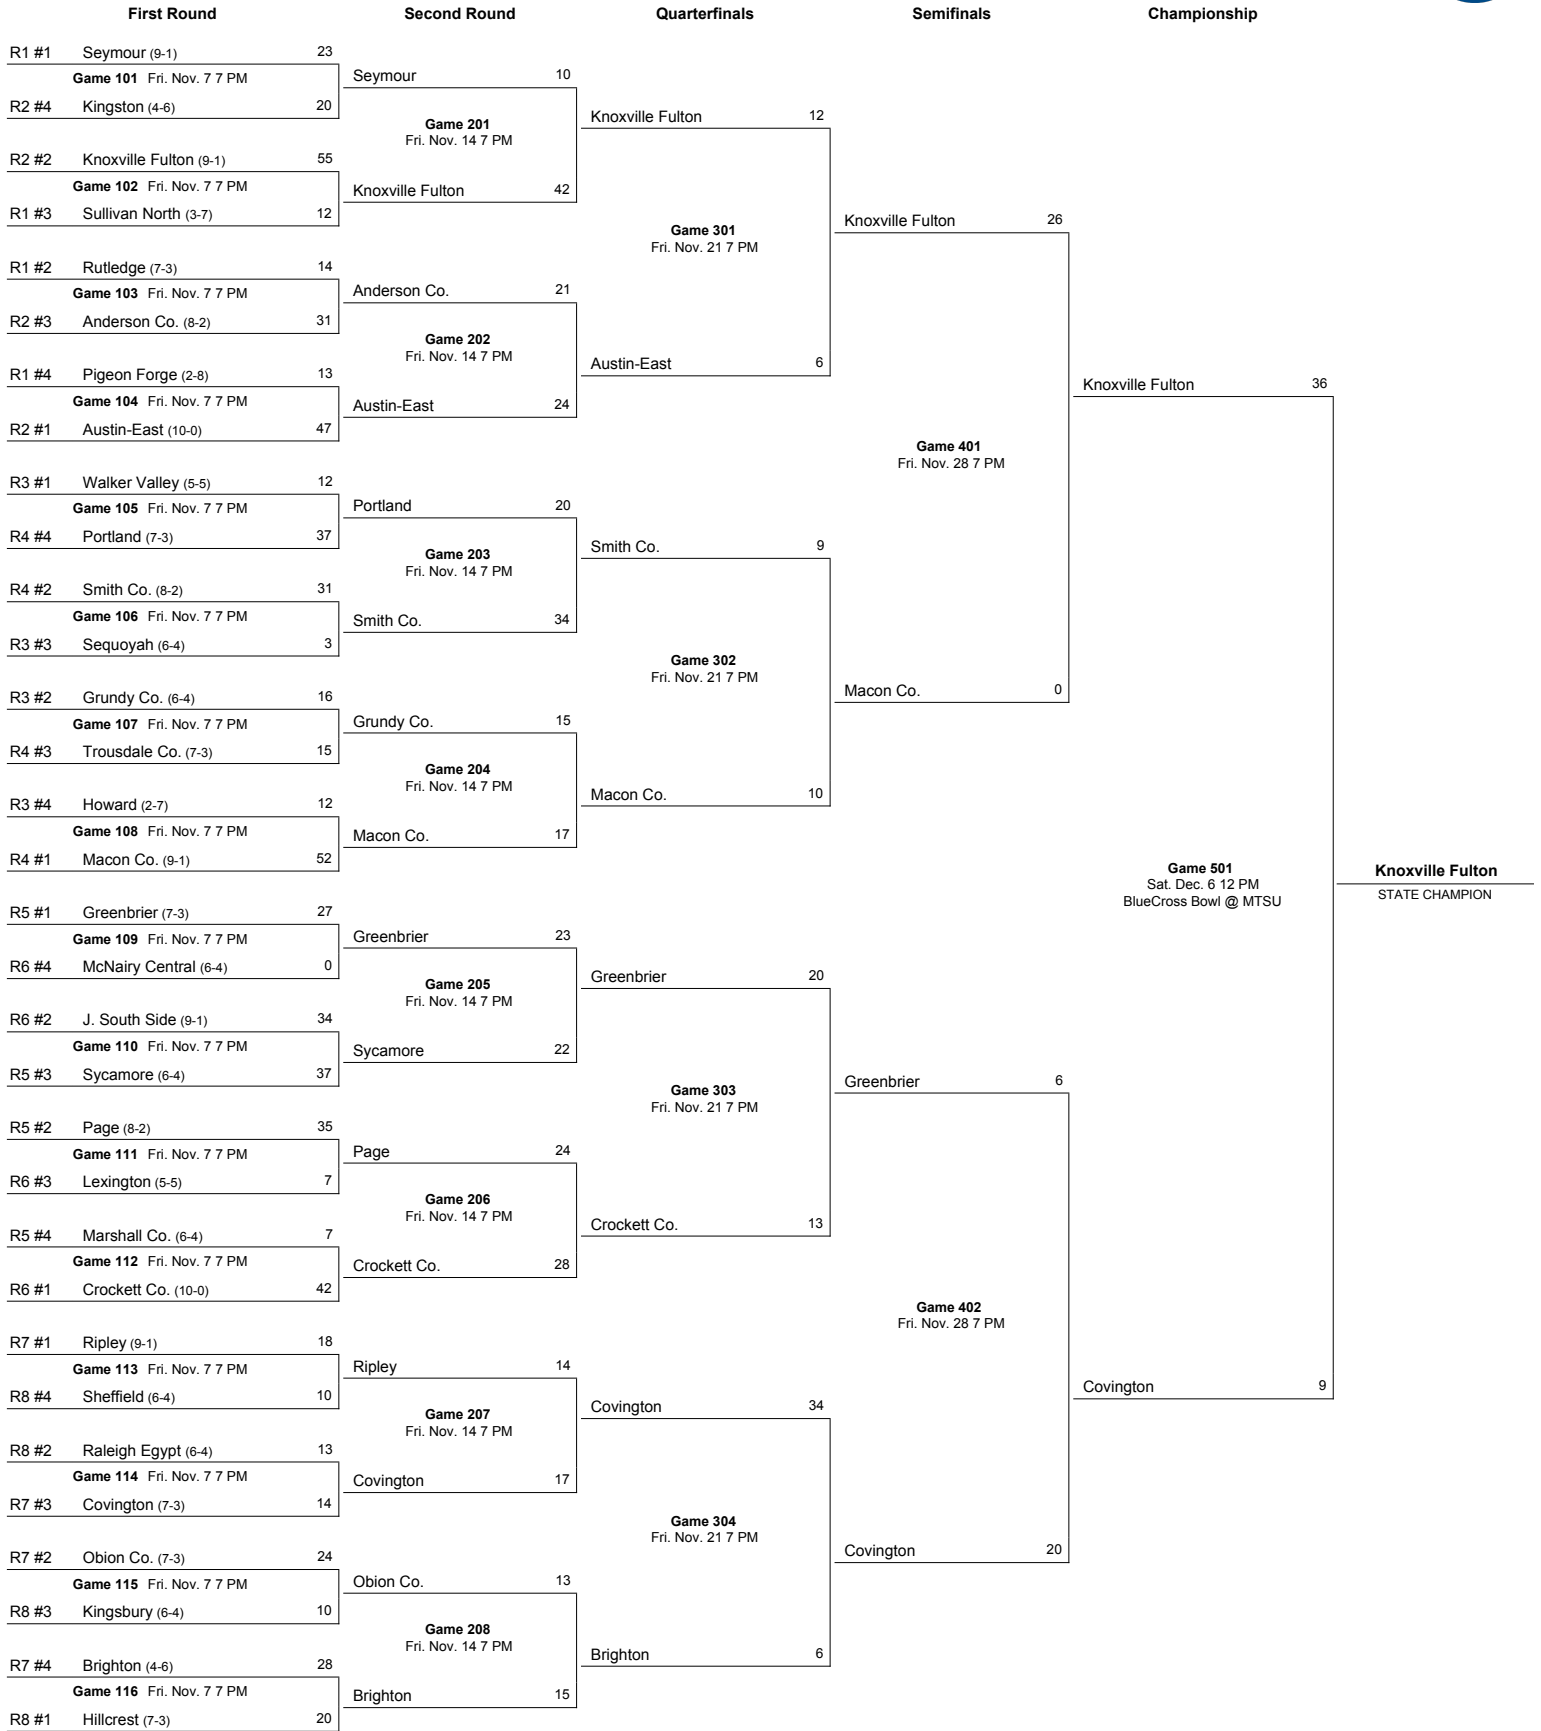 First Round
Second Round
Quarterfinals
Semifinals
Championship
R1 #1 Seymour (9-1) 23
Game 101 Fri. Nov. 7 7 PM
R2 #4 Kingston (4-6) 20
R2 #2 Knoxville Fulton (9-1) 55
Game 102 Fri. Nov. 7 7 PM
R1 #3 Sullivan North (3-7) 12
R1 #2 Rutledge (7-3) 14
Game 103 Fri. Nov. 7 7 PM
R2 #3 Anderson Co. (8-2) 31
R1 #4 Pigeon Forge (2-8) 13
Game 104 Fri. Nov. 7 7 PM
R2 #1 Austin-East (10-0) 47
R3 #1 Walker Valley (5-5) 12
Game 105 Fri. Nov. 7 7 PM
R4 #4 Portland (7-3) 37
R4 #2 Smith Co. (8-2) 31
Game 106 Fri. Nov. 7 7 PM
R3 #3 Sequoyah (6-4) 3
R3 #2 Grundy Co. (6-4) 16
Game 107 Fri. Nov. 7 7 PM
R4 #3 Trousdale Co. (7-3) 15
R3 #4 Howard (2-7) 12
Game 108 Fri. Nov. 7 7 PM
R4 #1 Macon Co. (9-1) 52
R5 #1 Greenbrier (7-3) 27
Game 109 Fri. Nov. 7 7 PM
R6 #4 McNairy Central (6-4) 0
R6 #2 J. South Side (9-1) 34
Game 110 Fri. Nov. 7 7 PM
R5 #3 Sycamore (6-4) 37
R5 #2 Page (8-2) 35
Game 111 Fri. Nov. 7 7 PM
R6 #3 Lexington (5-5) 7
R5 #4 Marshall Co. (6-4) 7
Game 112 Fri. Nov. 7 7 PM
R6 #1 Crockett Co. (10-0) 42
R7 #1 Ripley (9-1) 18
Game 113 Fri. Nov. 7 7 PM
R8 #4 Sheffield (6-4) 10
R8 #2 Raleigh Egypt (6-4) 13
Game 114 Fri. Nov. 7 7 PM
R7 #3 Covington (7-3) 14
R7 #2 Obion Co. (7-3) 24
Game 115 Fri. Nov. 7 7 PM
R8 #3 Kingsbury (6-4) 10
R7 #4 Brighton (4-6) 28
Game 116 Fri. Nov. 7 7 PM
R8 #1 Hillcrest (7-3) 20
Seymour 10
Game 201
Fri. Nov. 14 7 PM
Knoxville Fulton 42
Anderson Co. 21
Game 202
Fri. Nov. 14 7 PM
Austin-East 24
Portland 20
Game 203
Fri. Nov. 14 7 PM
Smith Co. 34
Grundy Co. 15
Game 204
Fri. Nov. 14 7 PM
Macon Co. 17
Greenbrier 23
Game 205
Fri. Nov. 14 7 PM
Sycamore 22
Page 24
Game 206
Fri. Nov. 14 7 PM
Crockett Co. 28
Ripley 14
Game 207
Fri. Nov. 14 7 PM
Covington 17
Obion Co. 13
Game 208
Fri. Nov. 14 7 PM
Brighton 15
Knoxville Fulton 12
Game 301
Fri. Nov. 21 7 PM
Austin-East 6
Smith Co. 9
Game 302
Fri. Nov. 21 7 PM
Macon Co. 10
Greenbrier 20
Game 303
Fri. Nov. 21 7 PM
Crockett Co. 13
Covington 34
Game 304
Fri. Nov. 21 7 PM
Brighton 6
Knoxville Fulton 26
Game 401
Fri. Nov. 28 7 PM
Macon Co. 0
Greenbrier 6
Game 402
Fri. Nov. 28 7 PM
Covington 20
Knoxville Fulton 36
Game 501
Sat. Dec. 6 12 PM
BlueCross Bowl @ MTSU
Covington 9
Knoxville Fulton
STATE CHAMPION